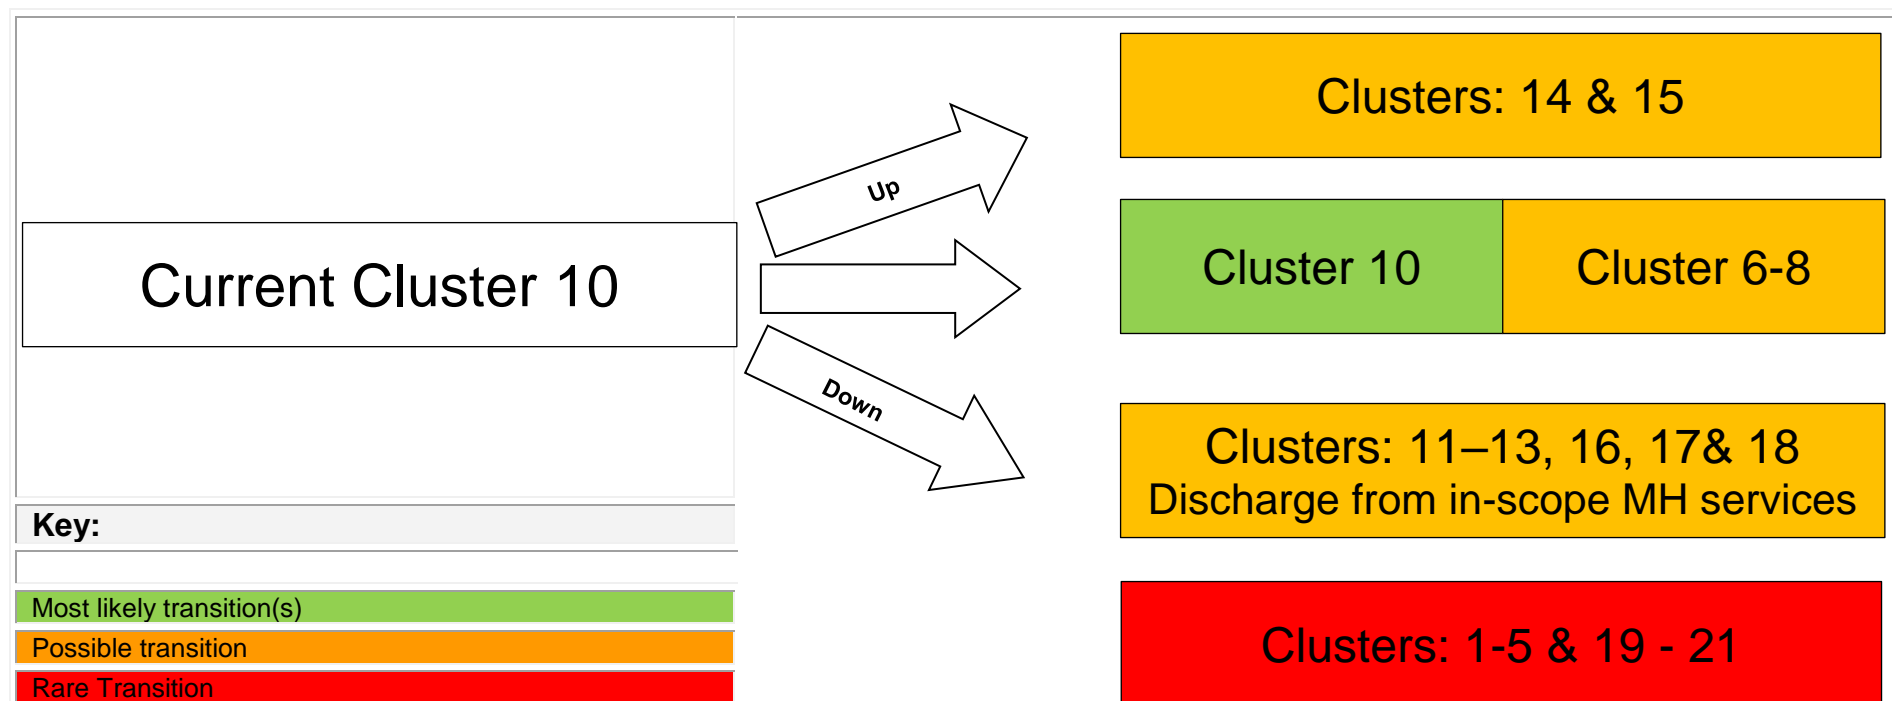 Clusters: 14 & 15
Up
Current Cluster 10
Cluster 10
Cluster 6-8
Down
Clusters: 11–13, 16, 17& 18
Discharge from in-scope MH services
Key:
Most likely transition(s)
Possible transition
Rare Transition
Clusters: 1-5 & 19 - 21